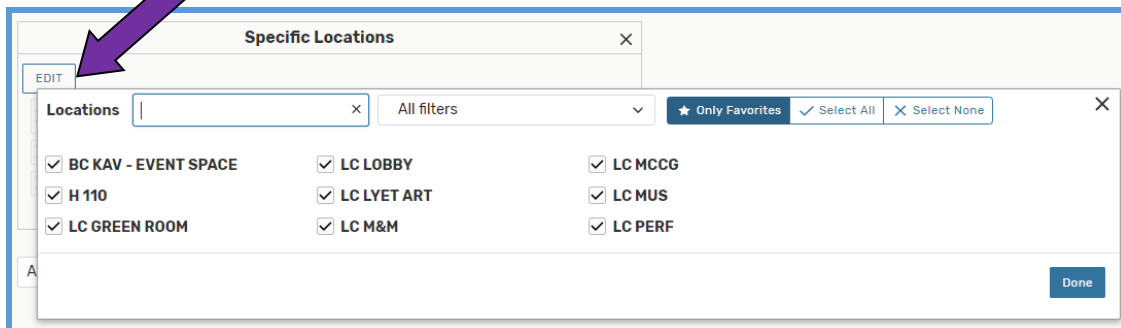 Specific Locations
EDIT
Locations All filters Only Favorites Select All Select None
BC KAV - EVENT SPACE LC LOBBY LC MCCG
H 110 LC LYET ART LC MUS
LC GREEN ROOM LC M&M LC PERF
A
Done